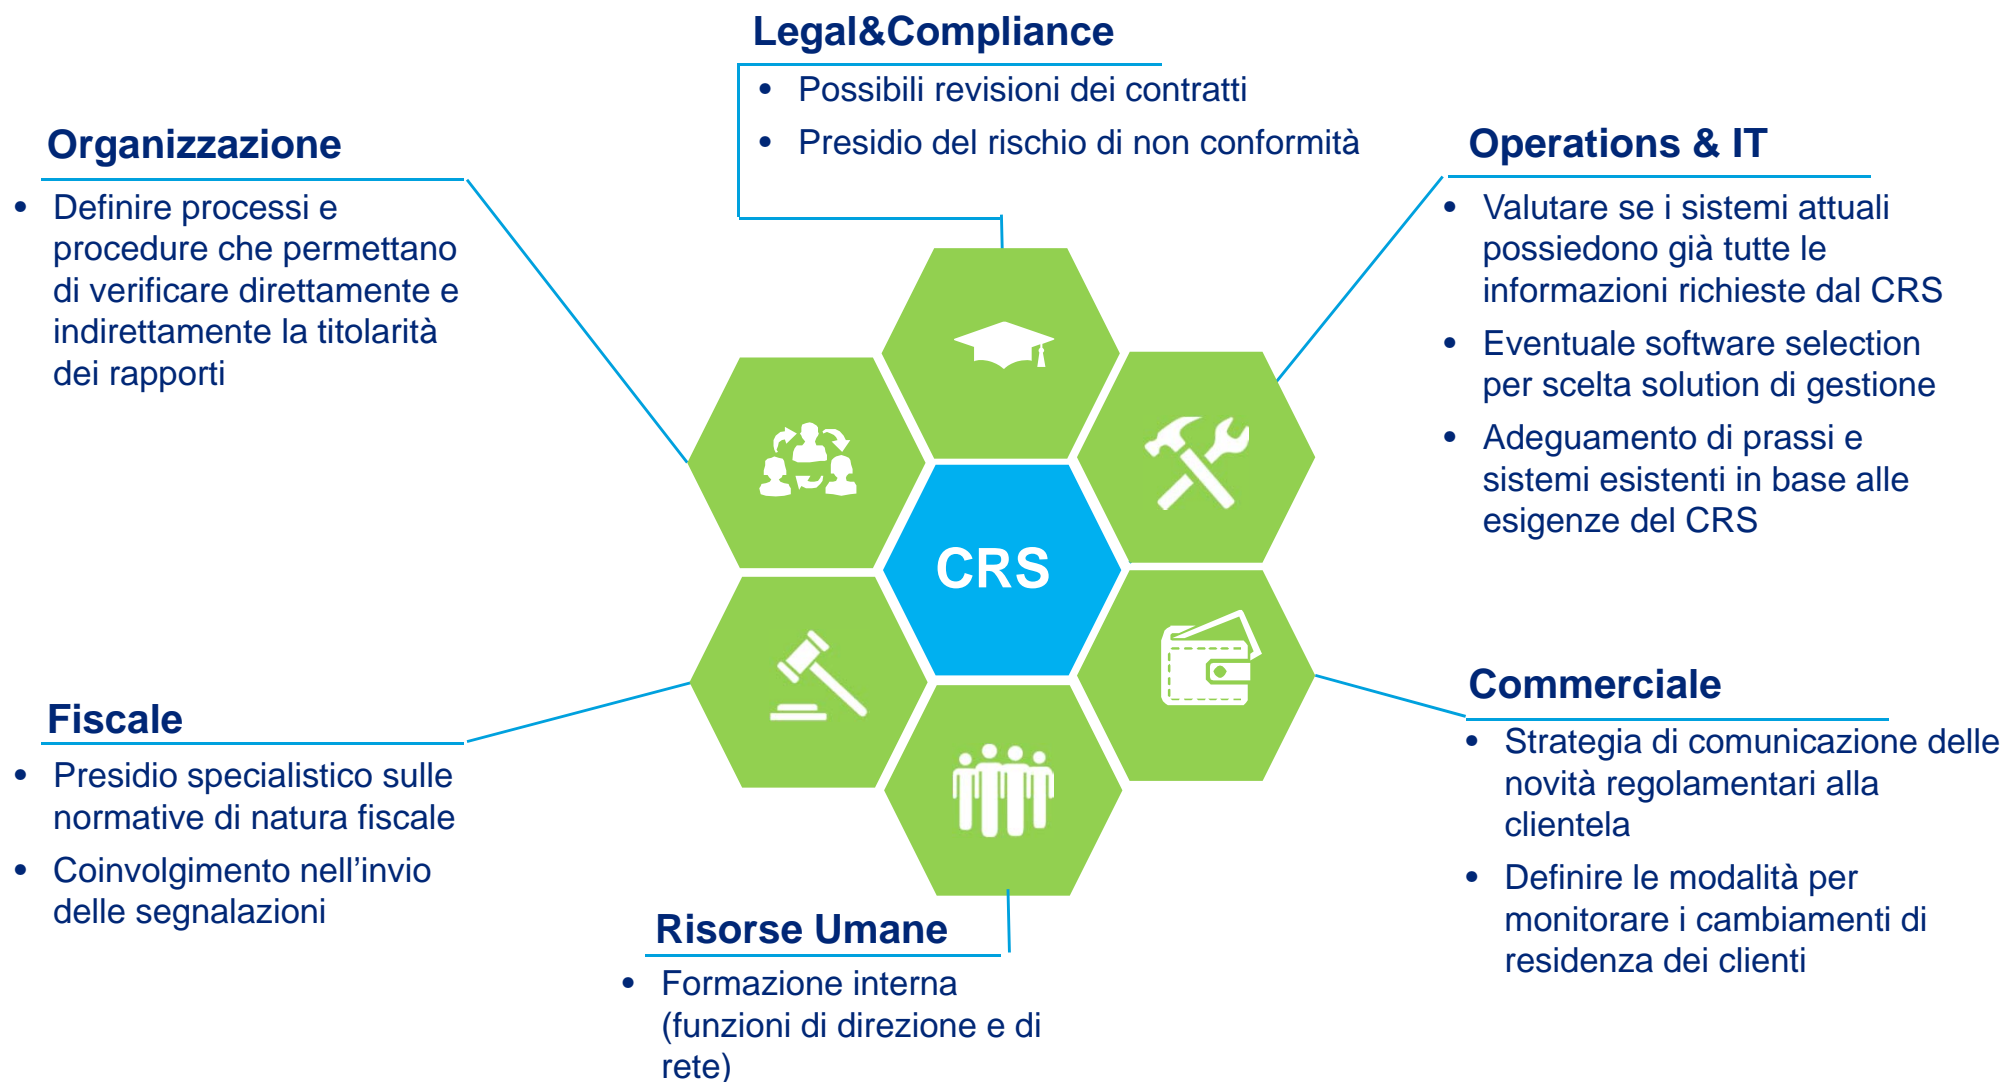 Legal&Compliance
• Possibili revisioni dei contratti
• Presidio del rischio di non conformità
Organizzazione
• Definire processi e
procedure che permettano
di verificare direttamente e
indirettamente la titolarità
dei rapporti
Operations & IT
• Valutare se i sistemi attuali
possiedono già tutte le
informazioni richieste dal CRS
• Eventuale software selection
per scelta solution di gestione
• Adeguamento di prassi e
sistemi esistenti in base alle
esigenze del CRS
CRS
Fiscale
• Presidio specialistico sulle
normative di natura fiscale
• Coinvolgimento nell’invio
delle segnalazioni
Commerciale
• Strategia di comunicazione delle
novità regolamentari alla
clientela
• Definire le modalità per
monitorare i cambiamenti di
residenza dei clienti
Risorse Umane
• Formazione interna
(funzioni di direzione e di
rete)